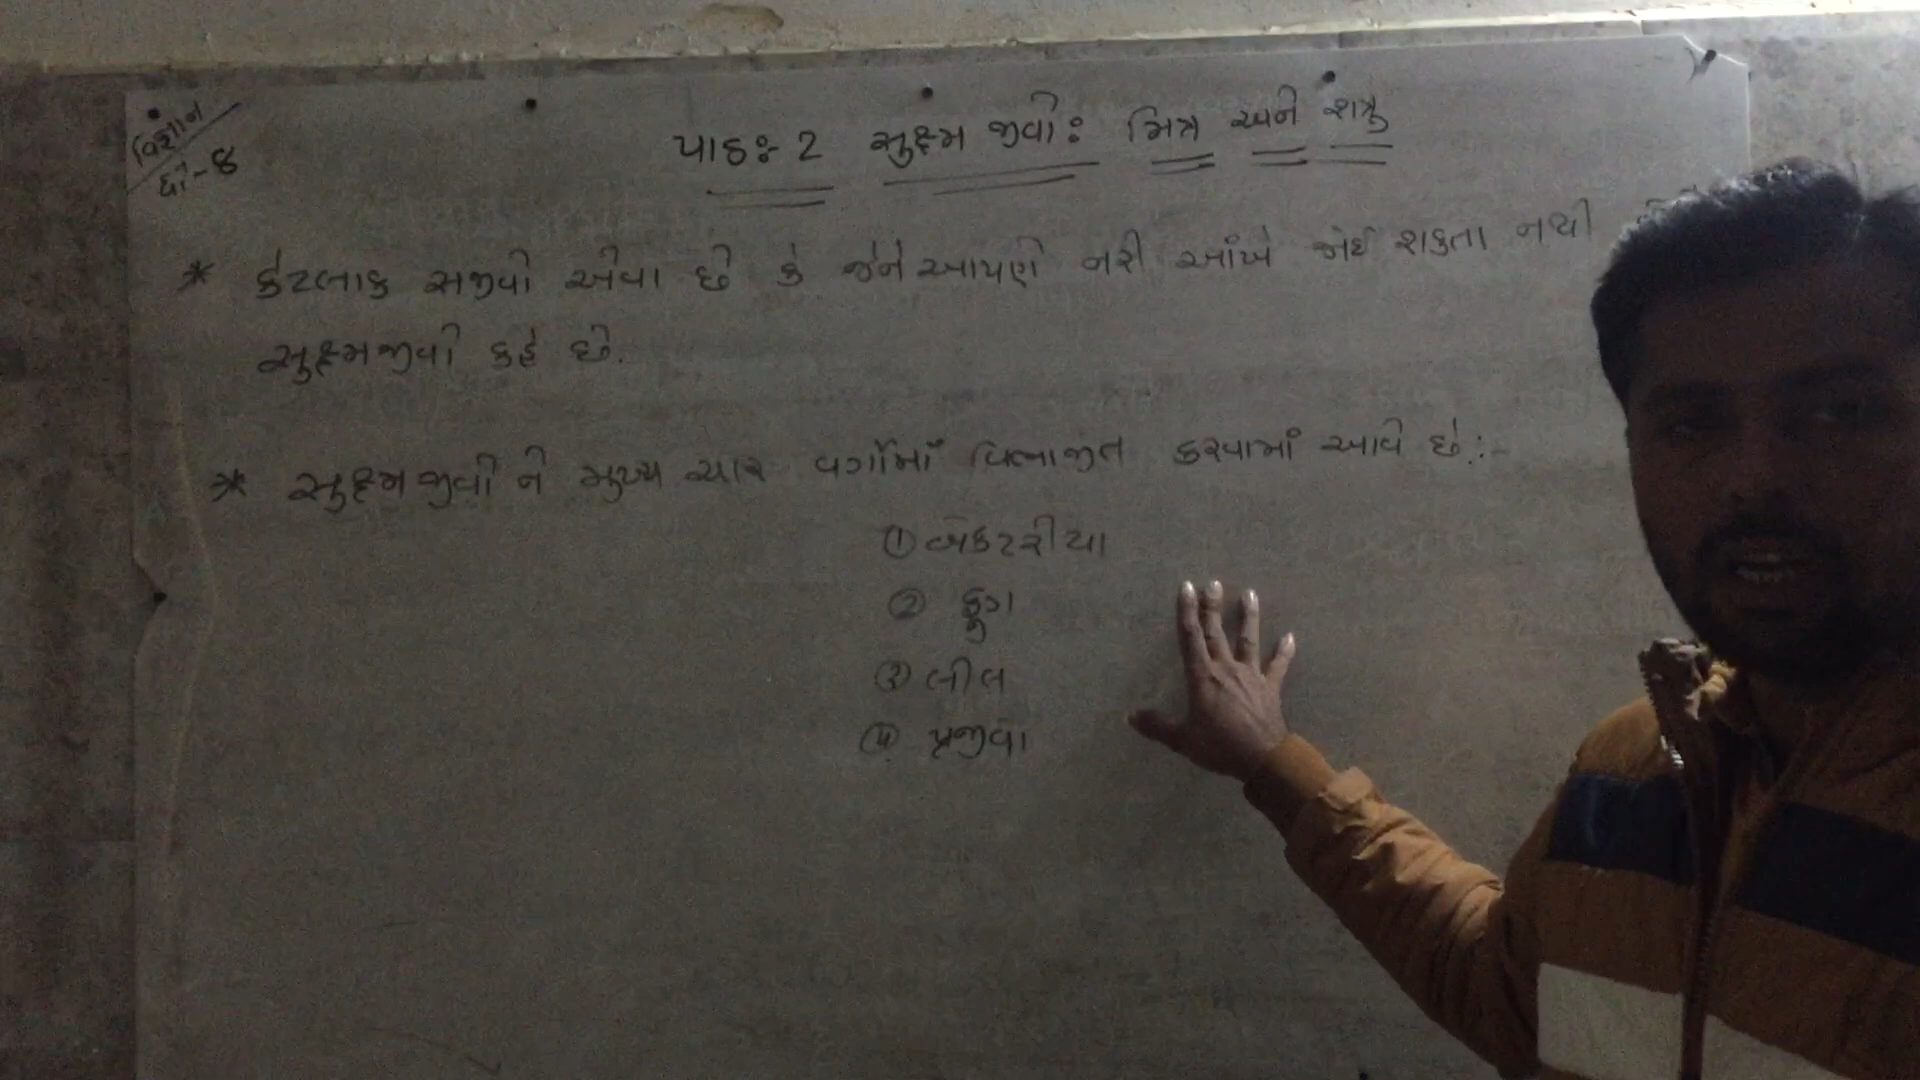 વિજ્ઞાન
ધો-૪
પાઠઃ- 2 સુક્ષ્મ જીવોઃ મિત્ર અને શત્રુ
* કેટલાક સજીવો એવા છે કે જેને આપણે નરી આંખે જોઈ શકતા નથી
સુક્ષ્મજીવો કહે છે.
* સુક્ષ્મજીવો ને મુખ્ય ચાર વર્ગોમાં વિભાજીત કરવામાં આવે છે:-
① બેકટરીયા
② ફુગ
③ લીલ
④ પ્રજીવો